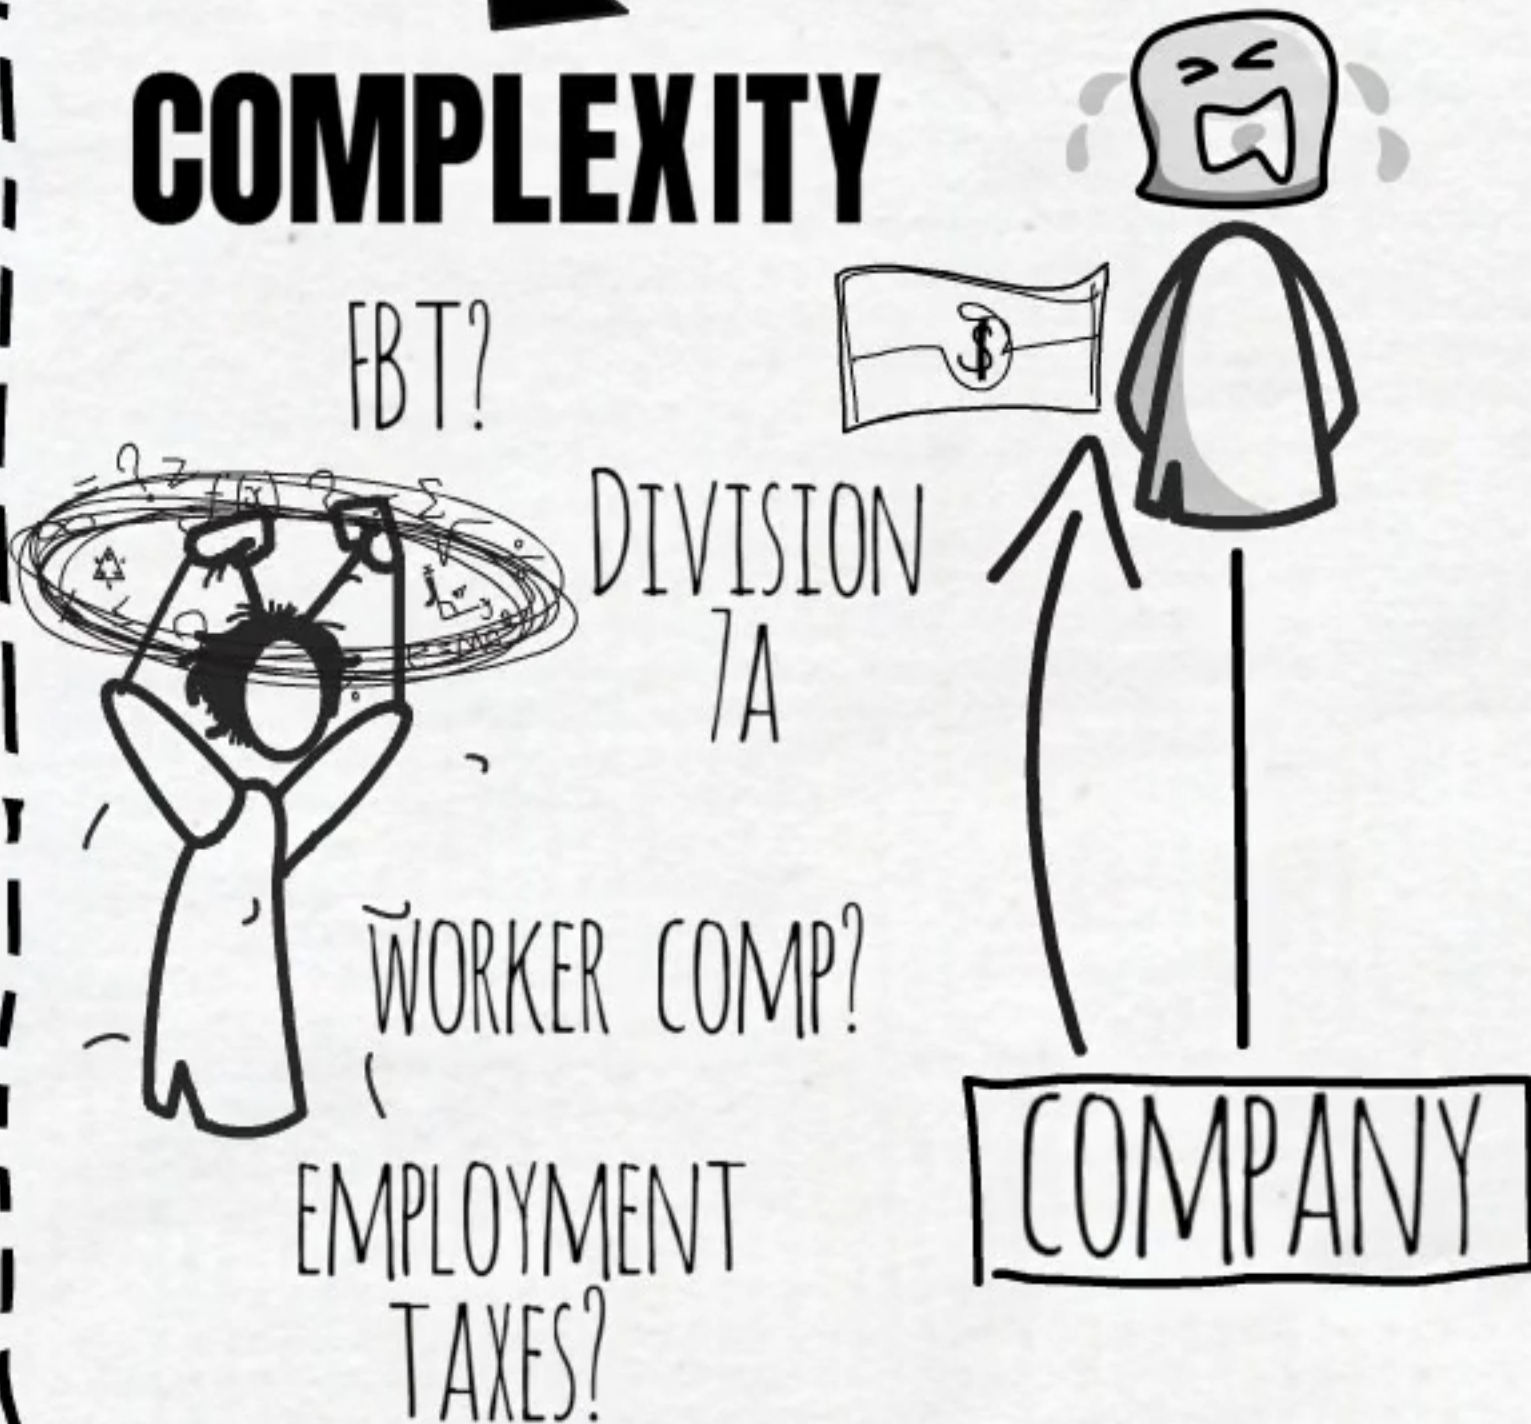 COMPLEXITY
FBT?
$
DIVISION
7A
WORKER COMP?
EMPLOYMENT
TAXES?
COMPANY